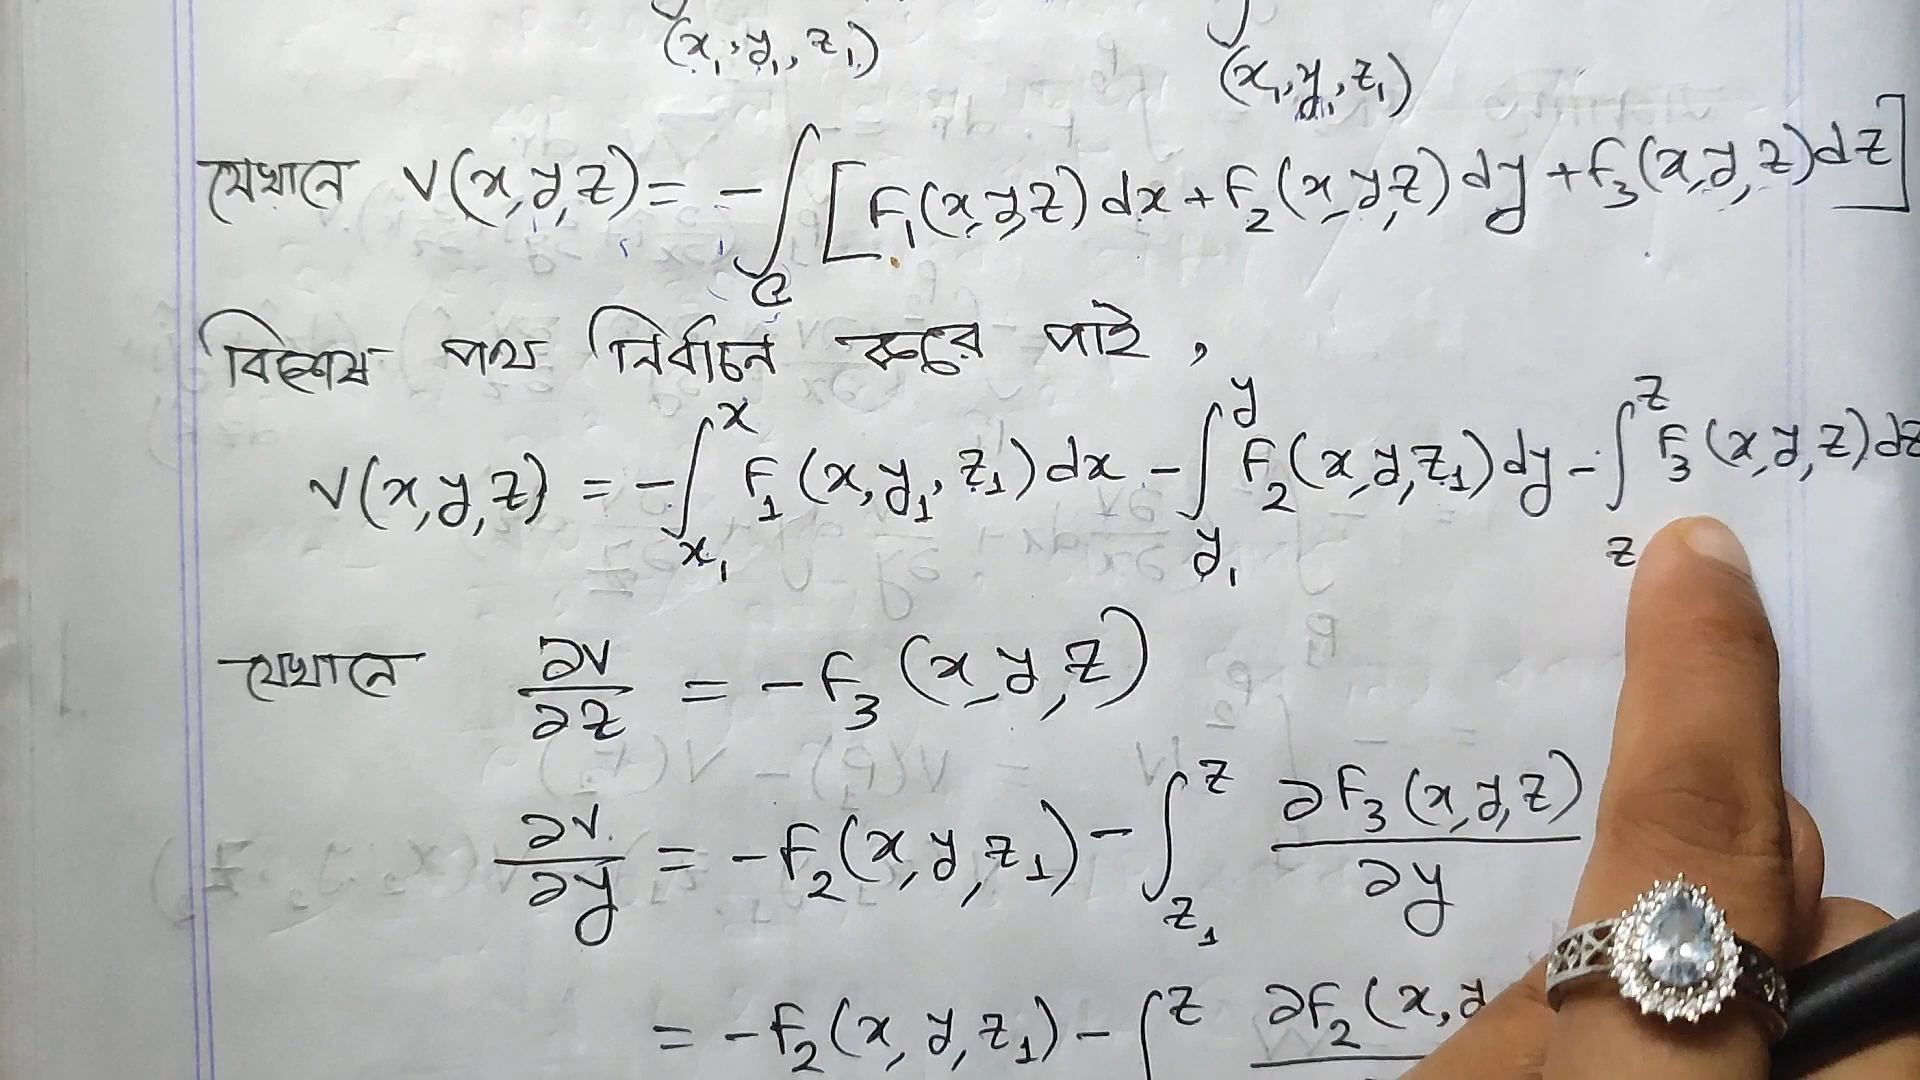 (x₁, y₁, z₁) (x₁, y₁, z₁)
যেখানে V(x,y,z) = - ∫_C [F₁(x,y,z) dx + F₂(x,y,z) dy + F₃(x,y,z) dz]
বিশেষ পথ নির্বাচন করে পাই,
V(x,y,z) = - ∫_{x₁}^{x} F₁(x, y₁, z₁) dx - ∫_{y₁}^{y} F₂(x,y,z₁) dy - ∫_{z}^{z} F₃(x,y,z) dz
যেখানে ∂V/∂z = - F₃(x,y,z)
∂V/∂y = - F₂(x,y,z₁) - ∫_{z₁}^{z} ∂F₃(x,y,z)/∂y
= - F₂(x,y,z₁) - ∫^{z} ∂F₂(x,y